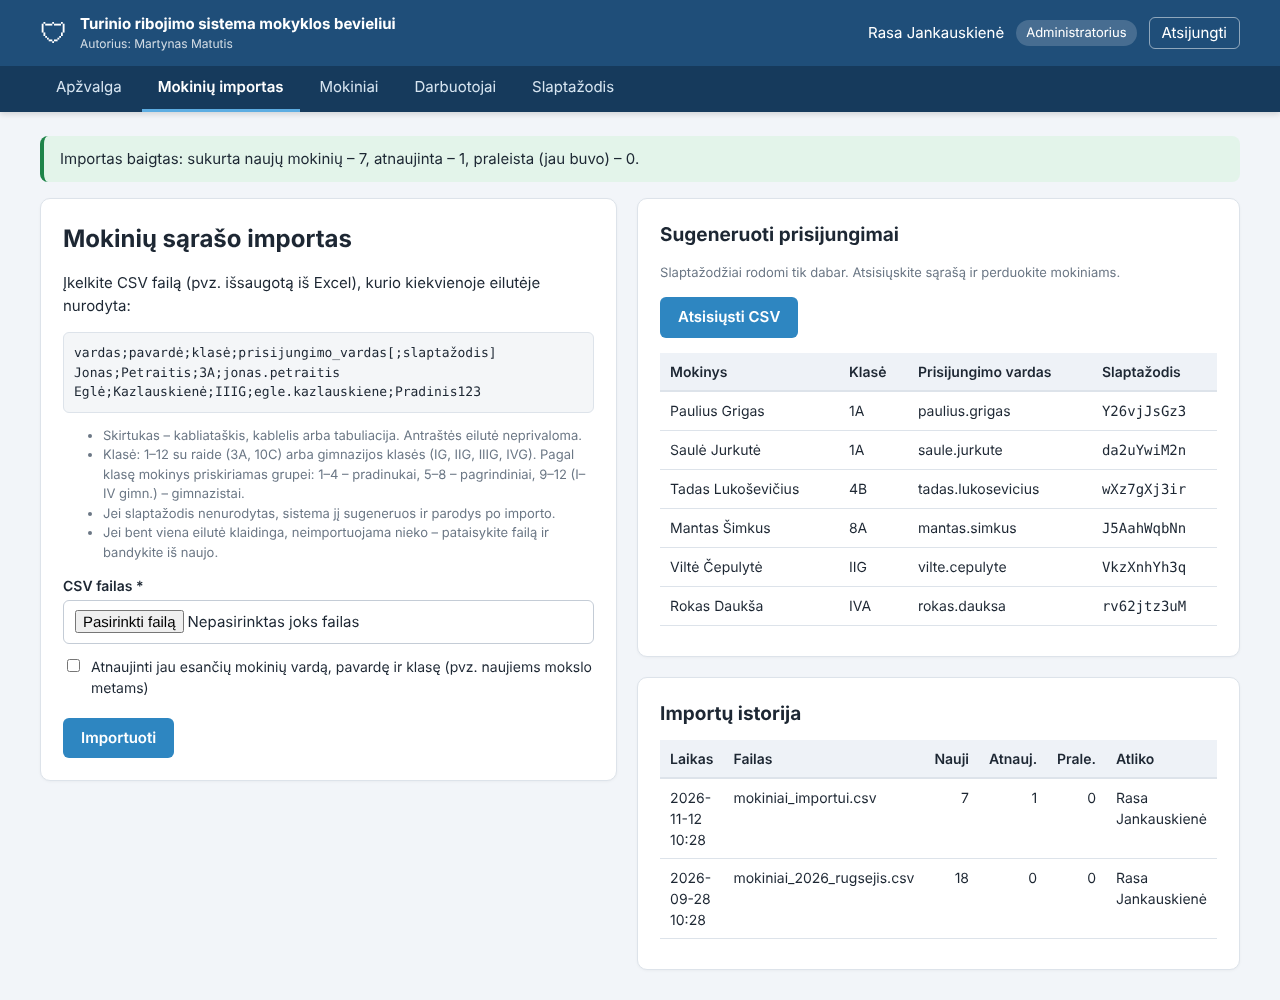 Turinio ribojimo sistema mokyklos bevieliui
Autorius: Martynas Matutis
Rasa Jankauskienė
Administratorius
Atsijungti
Apžvalga
Mokinių importas
Mokiniai
Darbuotojai
Slaptažodis
Importas baigtas: sukurta naujų mokinių – 7, atnaujinta – 1, praleista (jau buvo) – 0.
Mokinių sąrašo importas
Įkelkite CSV failą (pvz. išsaugotą iš Excel), kurio kiekvienoje eilutėje
nurodyta:
vardas;pavardė;klasė;prisijungimo_vardas[;slaptažodis]
Jonas;Petraitis;3A;jonas.petraitis
Eglė;Kazlauskienė;IIIG;egle.kazlauskiene;Pradinis123
• Skirtukas – kabliataškis, kablelis arba tabuliacija. Antraštės eilutė neprivaloma.
• Klasė: 1–12 su raide (3A, 10C) arba gimnazijos klasės (IG, IIG, IIIG, IVG). Pagal
klasę mokinys priskiriamas grupei: 1–4 – pradinukai, 5–8 – pagrindiniai, 9–12 (I–
IV gimn.) – gimnazistai.
• Jei slaptažodis nenurodytas, sistema jį sugeneruos ir parodys po importo.
• Jei bent viena eilutė klaidinga, neimportuojama nieko – pataisykite failą ir
bandykite iš naujo.
CSV failas *
Pasirinkti failą Nepasirinktas joks failas
Atnaujinti jau esančių mokinių vardą, pavardę ir klasę (pvz. naujiems mokslo
metams)
Importuoti
Sugeneruoti prisijungimai
Slaptažodžiai rodomi tik dabar. Atsisiųskite sąrašą ir perduokite mokiniams.
Atsisiųsti CSV
Mokinys Klasė Prisijungimo vardas Slaptažodis
Paulius Grigas 1A paulius.grigas Y26vjJsGz3
Saulė Jurkutė 1A saule.jurkute da2uYwiM2n
Tadas Lukoševičius 4B tadas.lukosevicius wXz7gXj3ir
Mantas Šimkus 8A mantas.simkus J5AahWqbNn
Viltė Čepulytė IIG vilte.cepulyte VkzXnhYh3q
Rokas Daukša IVA rokas.dauksa rv62jtz3uM
Importų istorija
Laikas Failas Nauji Atnauj. Prale. Atliko
2026-
11-12
10:28
mokiniai_importui.csv 7 1 0 Rasa
Jankauskienė
2026-
09-28
10:28
mokiniai_2026_rugsejis.csv 18 0 0 Rasa
Jankauskienė